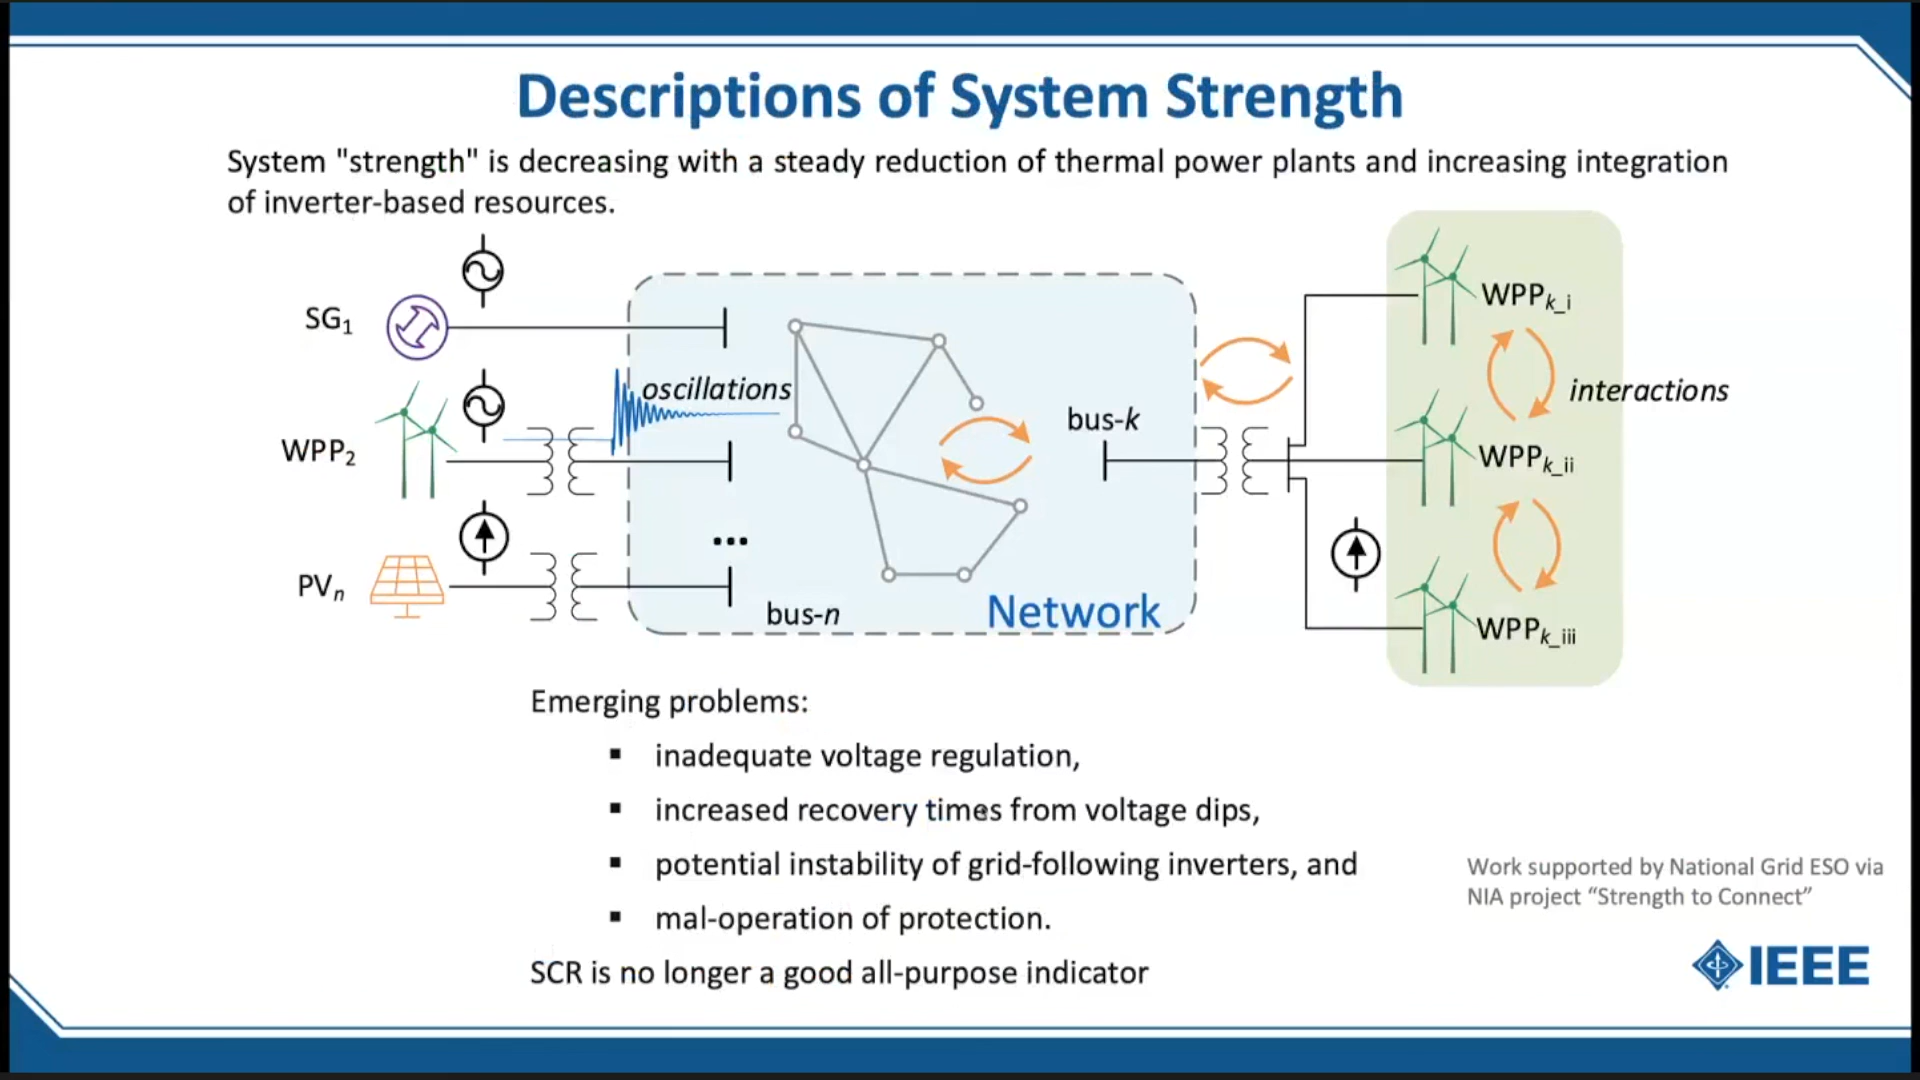 Descriptions of System Strength
System "strength" is decreasing with a steady reduction of thermal power plants and increasing integration
of inverter-based resources.
SG1
WPP2
PVn
oscillations
...
bus-n
bus-k
Network
WPPk_i
interactions
WPPk_ii
WPPk_iii
Emerging problems:
▪ inadequate voltage regulation,
▪ increased recovery times from voltage dips,
▪ potential instability of grid-following inverters, and
▪ mal-operation of protection.
SCR is no longer a good all-purpose indicator
Work supported by National Grid ESO via
NIA project “Strength to Connect”
IEEE